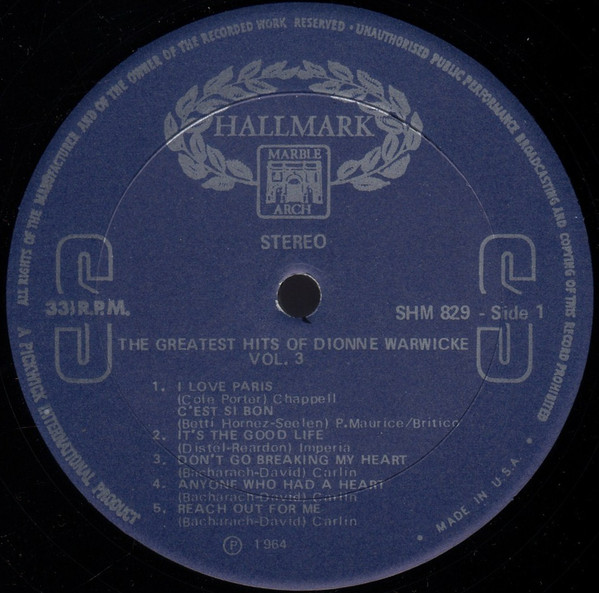 ALL RIGHTS OF THE MANUFACTURER AND OF THE OWNER OF THE RECORDED WORK RESERVED · UNAUTHORISED PUBLIC PERFORMANCE BROADCASTING AND COPYING OF THIS RECORD PROHIBITED
HALLMARK
MARBLE
ARCH
STEREO
33⅓ R.P.M.
SHM 829 - Side 1
THE GREATEST HITS OF DIONNE WARWICKE
VOL. 3
1. I LOVE PARIS
(Cole Porter) Chappell
C'EST SI BON
(Betti Hornez-Seelen) P.Maurice/Britico
2. IT'S THE GOOD LIFE
(Distel-Reardon) Imperia
3. DON'T GO BREAKING MY HEART
(Bacharach-David) Carlin
4. ANYONE WHO HAD A HEART
(Bacharach-David) Carlin
5. REACH OUT FOR ME
(Bacharach-David) Carlin
Ⓟ 1964
A PICKWICK INTERNATIONAL PRODUCT
· MADE IN U.S.A. ·